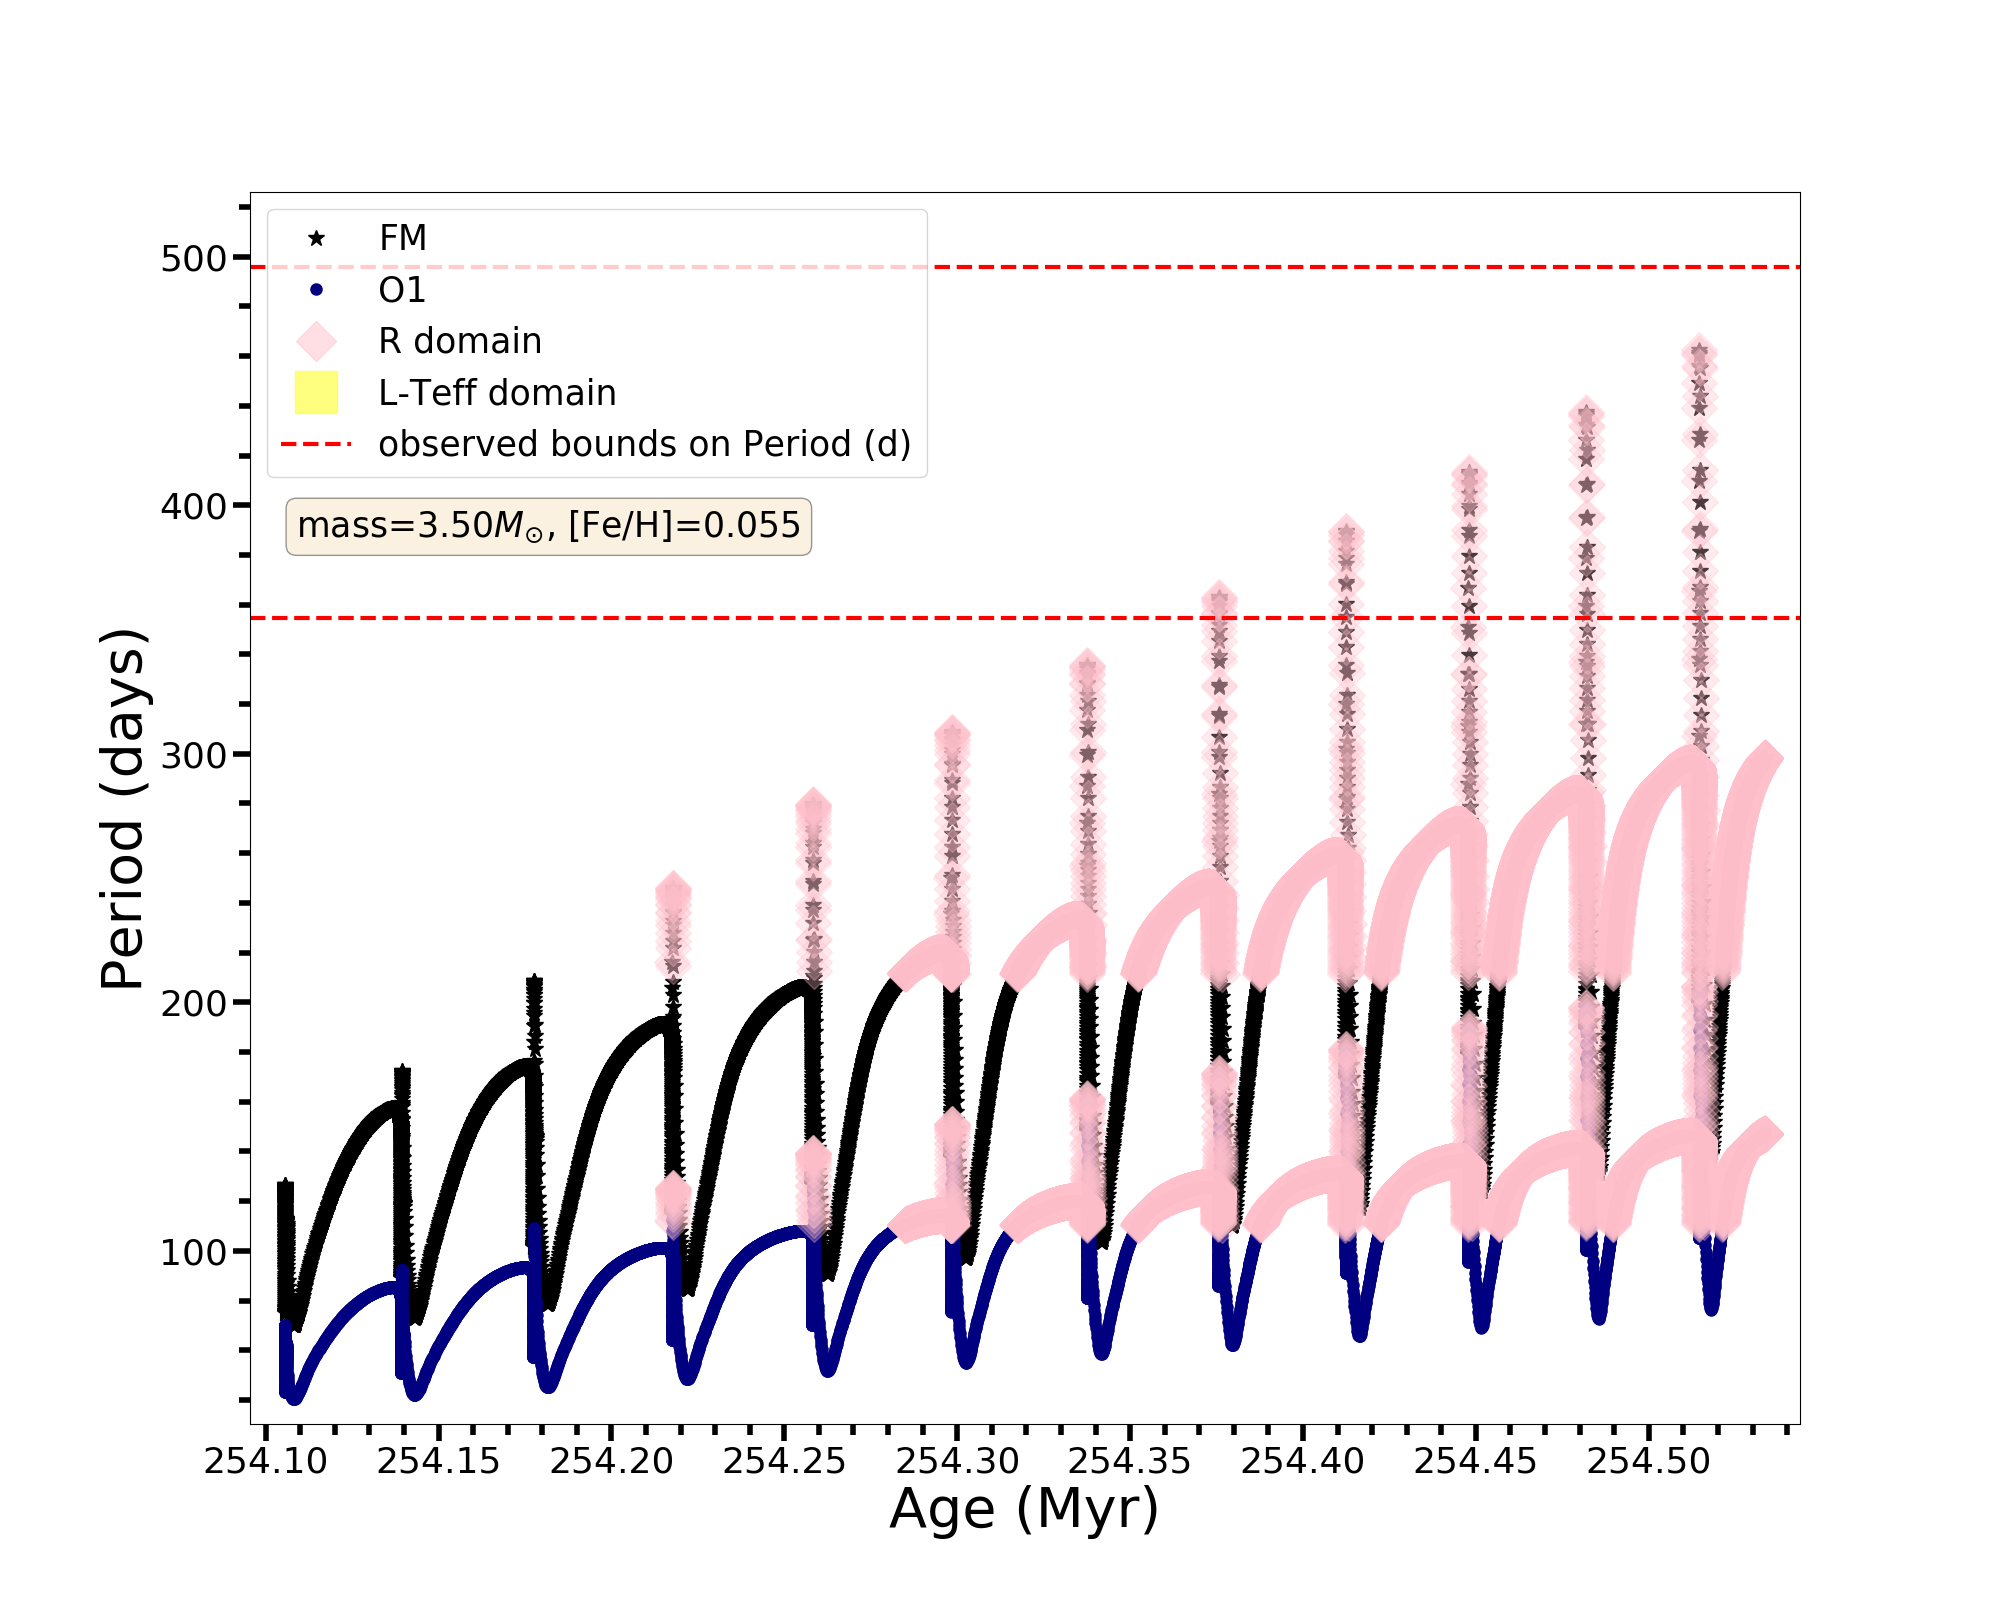 FM
O1
R domain
L-Teff domain
observed bounds on Period (d)
mass=3.50M⊙, [Fe/H]=0.055
500
400
300
200
100
Period (days)
254.10 254.15 254.20 254.25 254.30 254.35 254.40 254.45 254.50
Age (Myr)